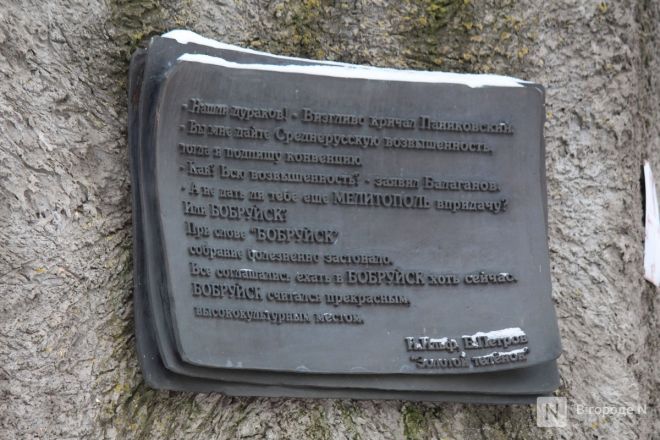 - Нашли дураков! - Визгливо кричал Паниковский.
- Вы мне дайте Среднерусскую возвышенность,
тогда я подпишу конвенцию.
- Как? Всю возвышенность? - заявил Балаганов.
- А не дать ли тебе еще МЕЛИТОПОЛЬ впридачу?
Или БОБРУЙСК?
При слове "БОБРУЙСК"
собрание болезненно застонало.
Все соглашались ехать в БОБРУЙСК хоть сейчас.
БОБРУЙСК считался прекрасным,
высококультурным местом.
И.Ильф, Е.Петров
"Золотой теленок"
N В городе N